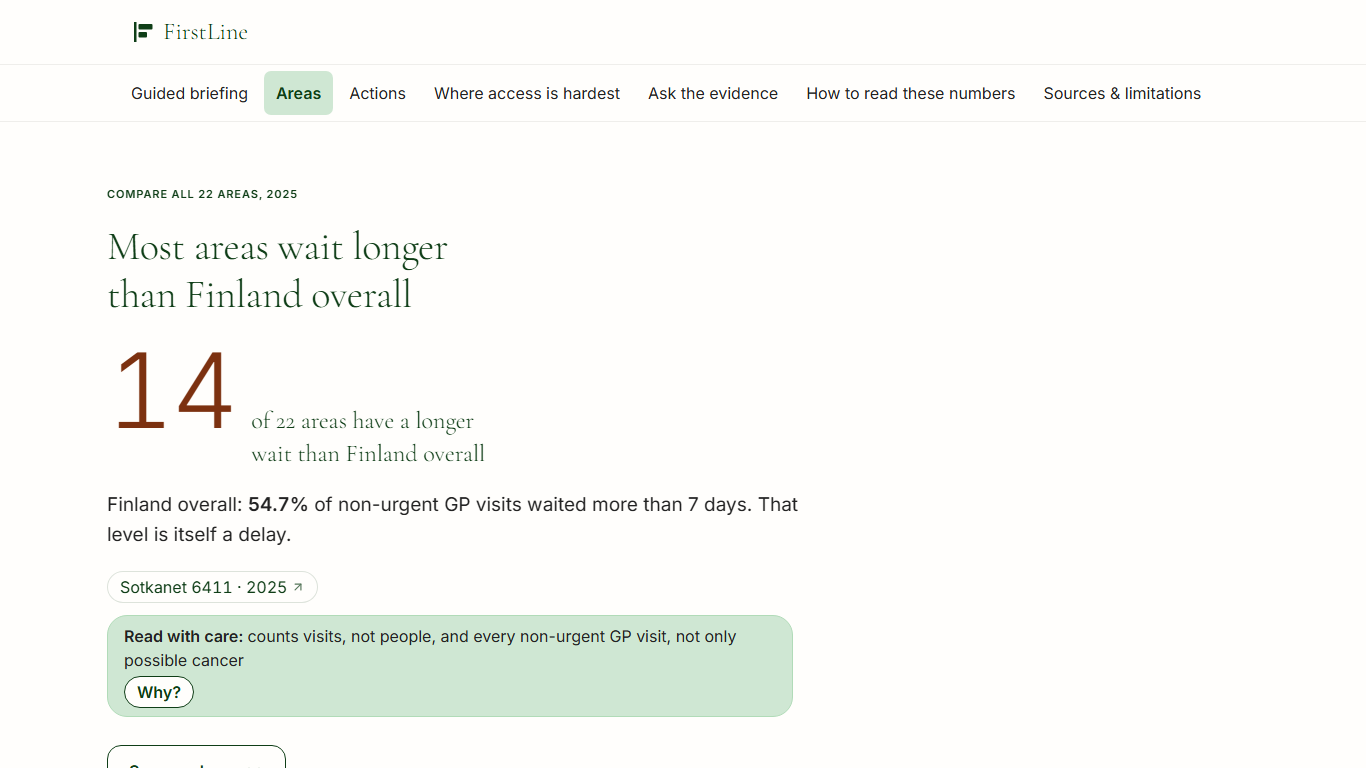 FirstLine
Guided briefing
Areas
Actions
Where access is hardest
Ask the evidence
How to read these numbers
Sources & limitations
COMPARE ALL 22 AREAS, 2025
Most areas wait longer
than Finland overall
14
of 22 areas have a longer
wait than Finland overall
Finland overall: 54.7% of non-urgent GP visits waited more than 7 days. That
level is itself a delay.
Sotkanet 6411 · 2025 ↗
Read with care: counts visits, not people, and every non-urgent GP visit, not only
possible cancer
Why?